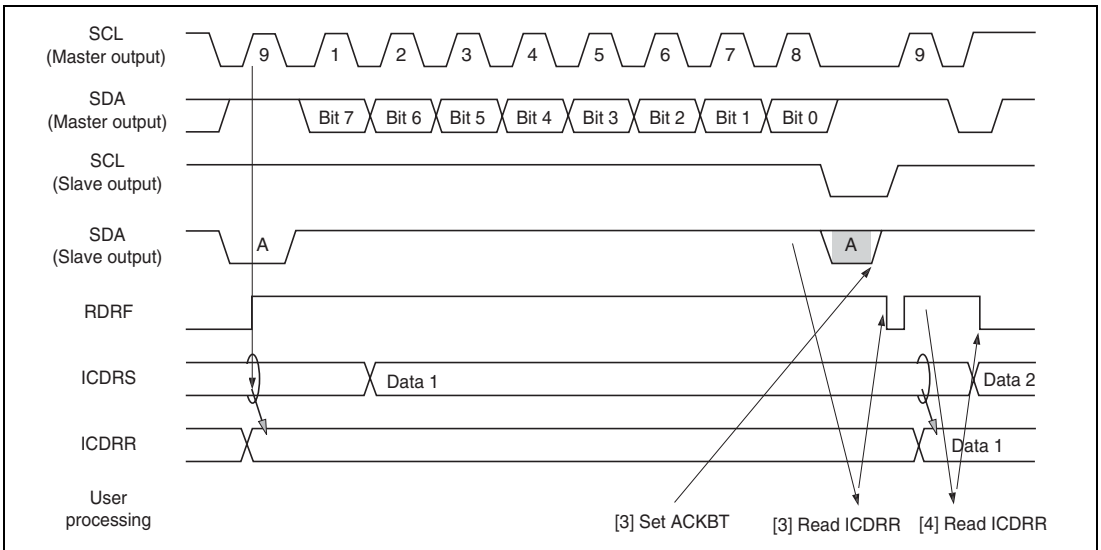 SCL
(Master output)
9 1 2 3 4 5 6 7 8 9
SDA
(Master output)
Bit 7 Bit 6 Bit 5 Bit 4 Bit 3 Bit 2 Bit 1 Bit 0
SCL
(Slave output)
SDA
(Slave output)
A A
RDRF
ICDRS
Data 1 Data 2
ICDRR
Data 1
User
processing
[3] Set ACKBT [3] Read ICDRR [4] Read ICDRR